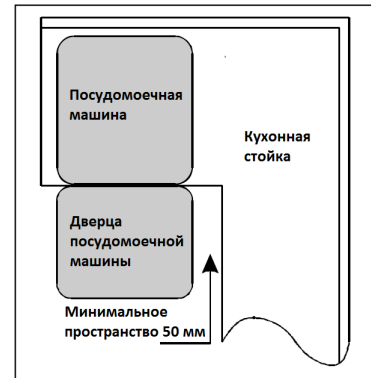 Посудомоечная
машина
Кухонная
стойка
Дверца
посудомоечной
машины
Минимальное
пространство 50 мм